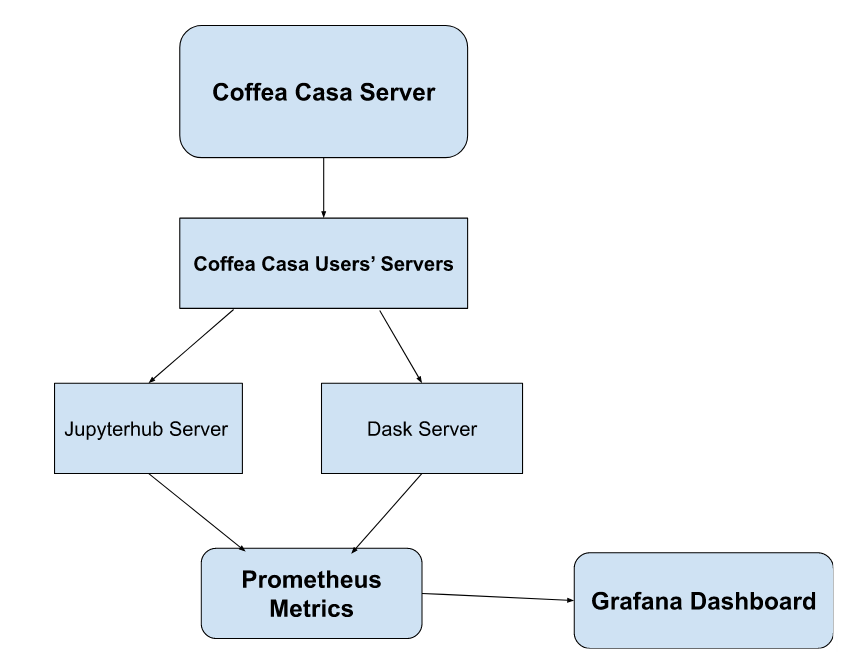 Coffea Casa Server
Coffea Casa Users’ Servers
Jupyterhub Server
Dask Server
Prometheus
Metrics
Grafana Dashboard